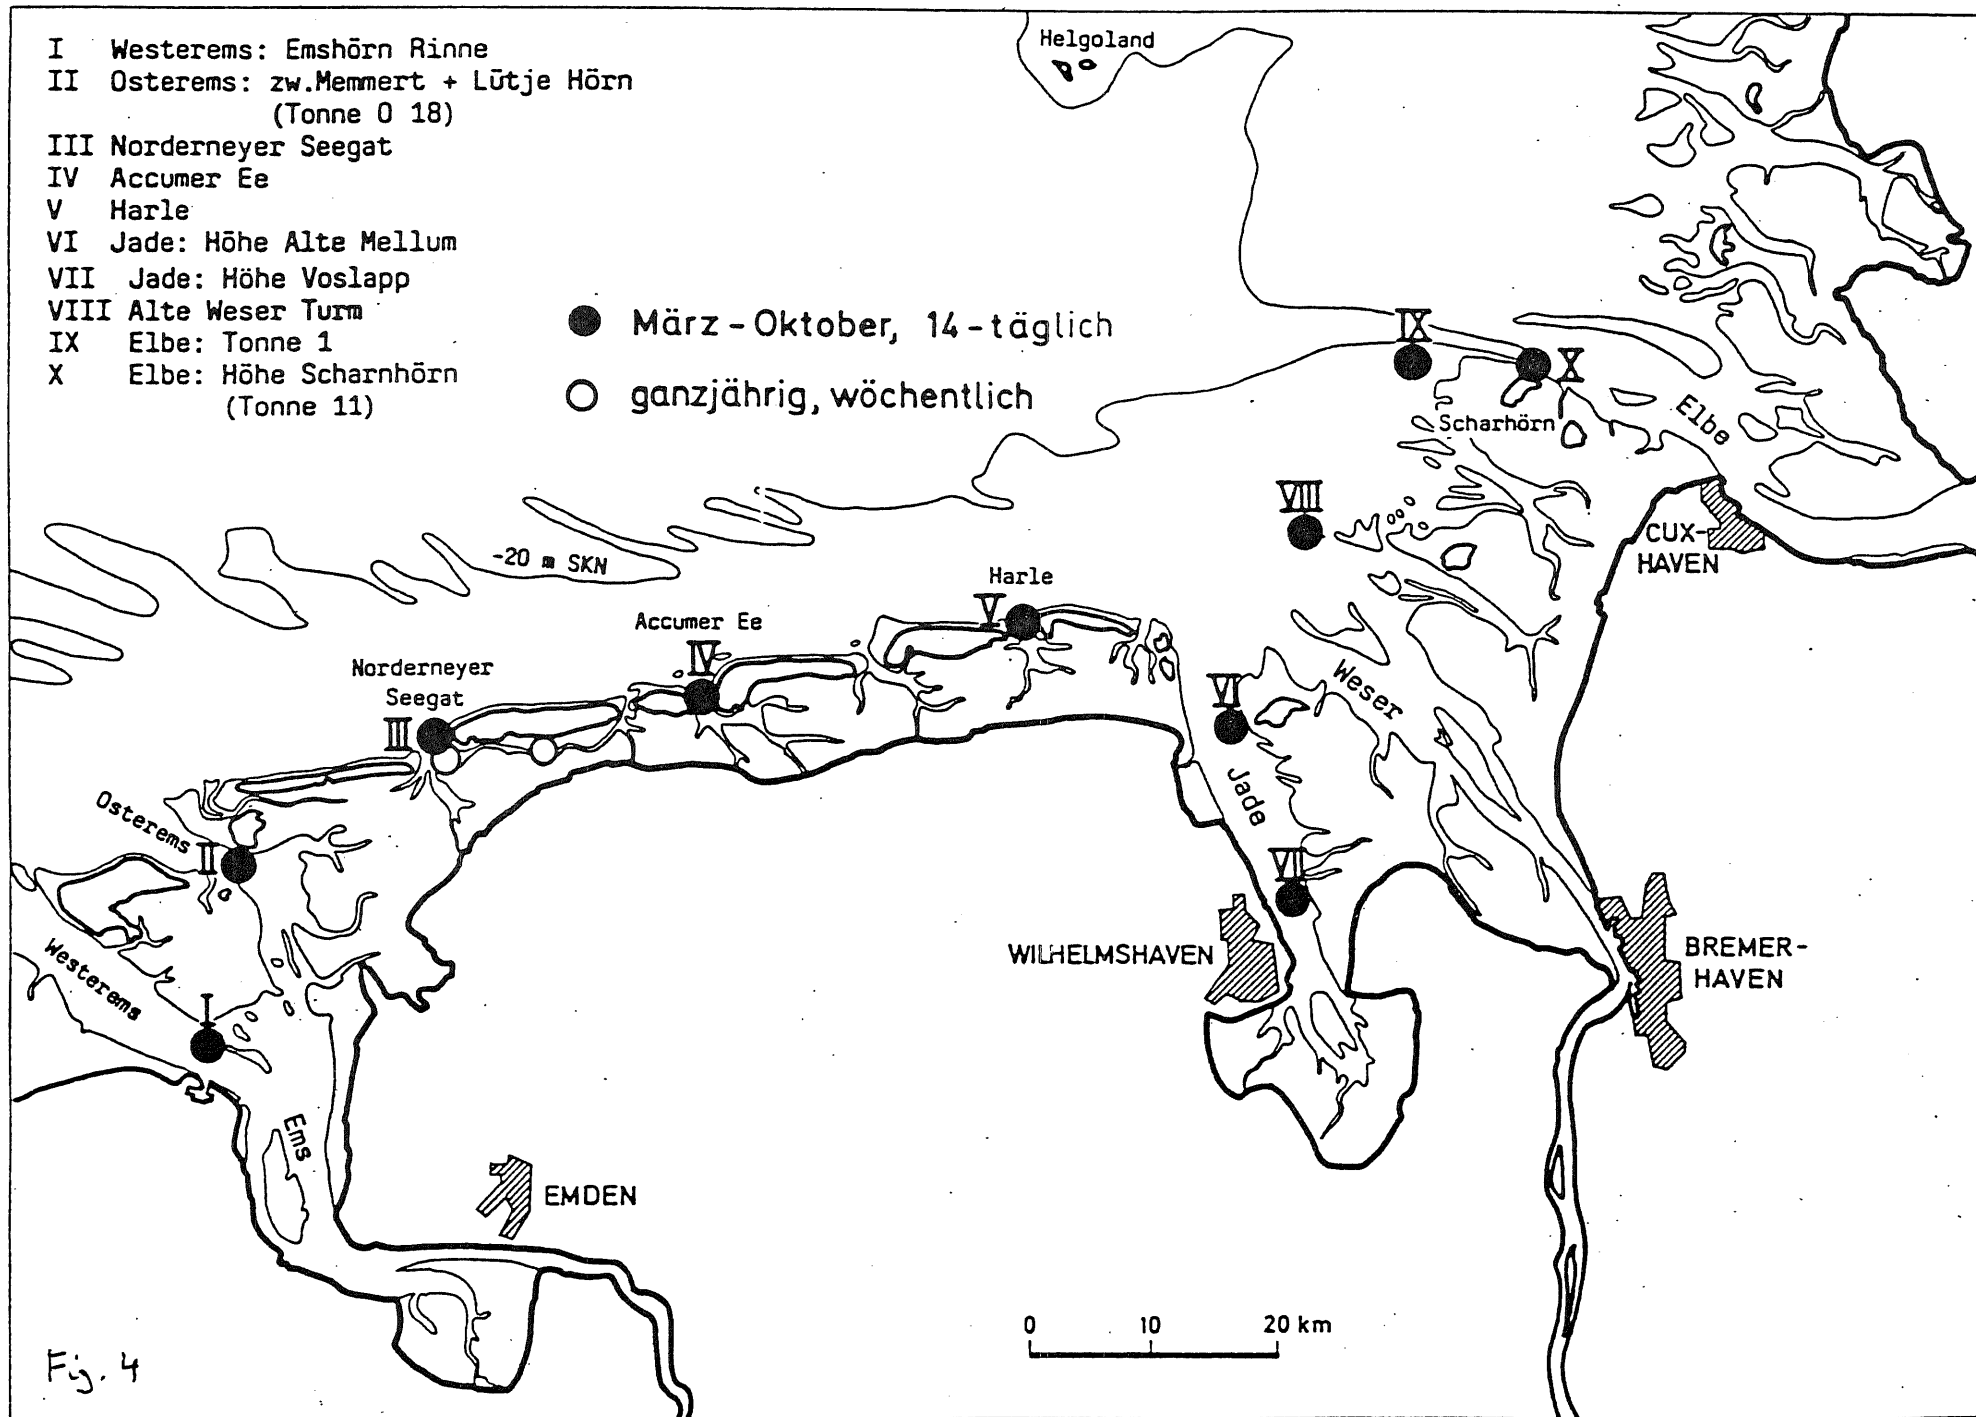 I Westerems: Emshörn Rinne
II Osterems: zw.Memmert + Lütje Hörn
(Tonne O 18)
III Norderneyer Seegat
IV Accumer Ee
V Harle
VI Jade: Höhe Alte Mellum
VII Jade: Höhe Voslapp
VIII Alte Weser Turm
IX Elbe: Tonne 1
X Elbe: Höhe Scharnhörn
(Tonne 11)
März - Oktober, 14 - täglich
ganzjährig, wöchentlich
Helgoland
IX
X
Scharhörn
Elbe
VIII
CUX-
HAVEN
-20 m SKN
Harle
V
Accumer Ee
IV
Norderneyer
Seegat
III
VI
Weser
Jade
Osterems
II
VII
WILHELMSHAVEN
BREMER-
HAVEN
Westerems
I
Ems
EMDEN
0 10 20 km
Fig. 4